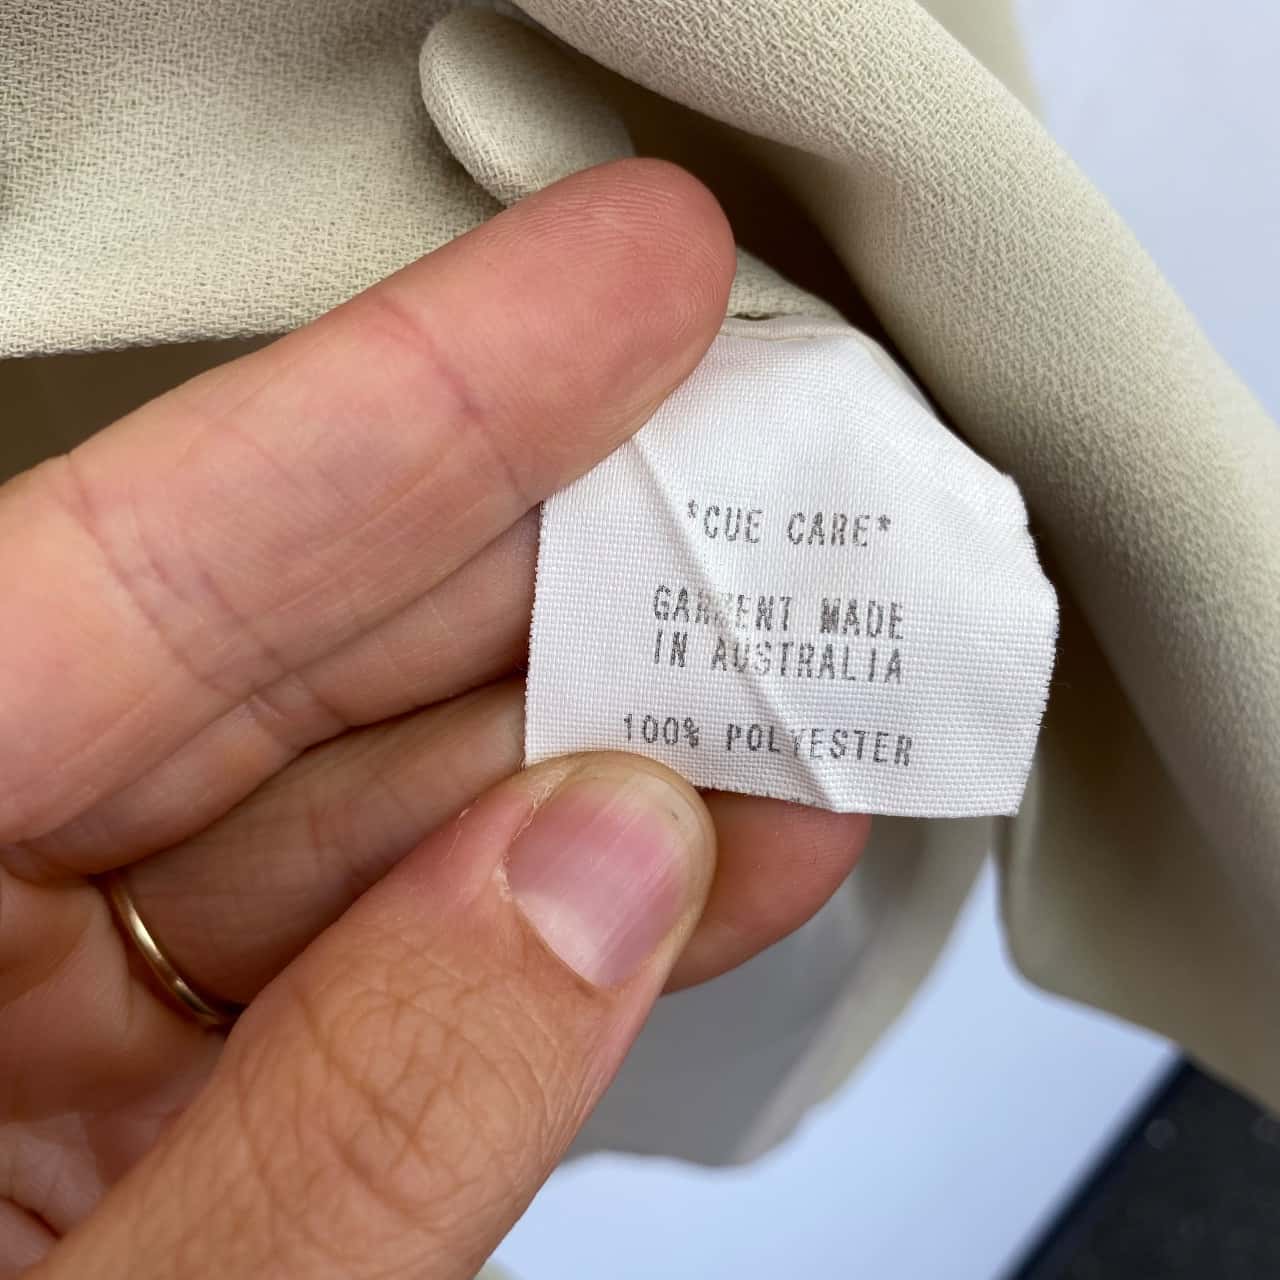 *CUE CARE*
GARMENT MADE
IN AUSTRALIA
100% POLYESTER